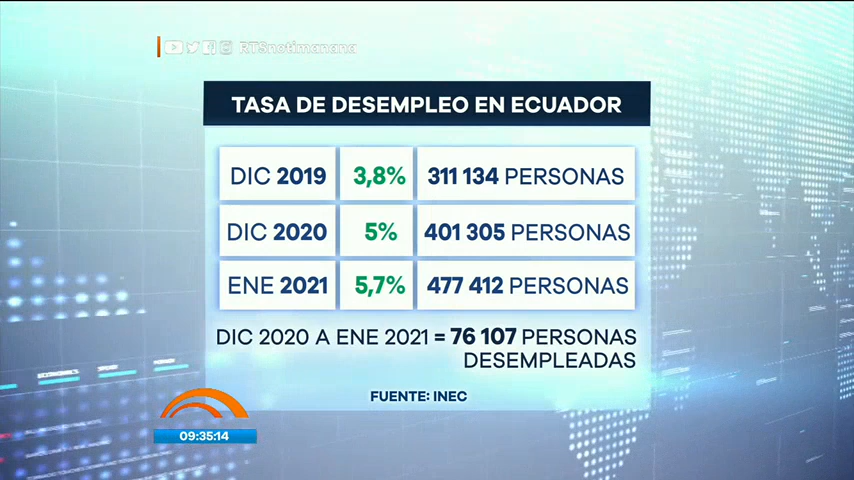 RTSnotimanana
TASA DE DESEMPLEO EN ECUADOR
DIC 2019 3,8% 311 134 PERSONAS
DIC 2020 5% 401 305 PERSONAS
ENE 2021 5,7% 477 412 PERSONAS
DIC 2020 A ENE 2021 = 76 107 PERSONAS
DESEMPLEADAS
FUENTE: INEC
09:35:14